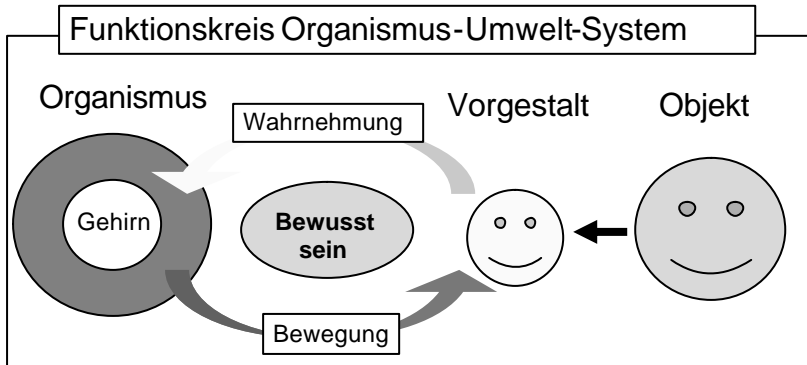 Funktionskreis Organismus-Umwelt-System
Organismus
Wahrnehmung
Vorgestalt
Objekt
Gehirn
Bewusst
sein
Bewegung